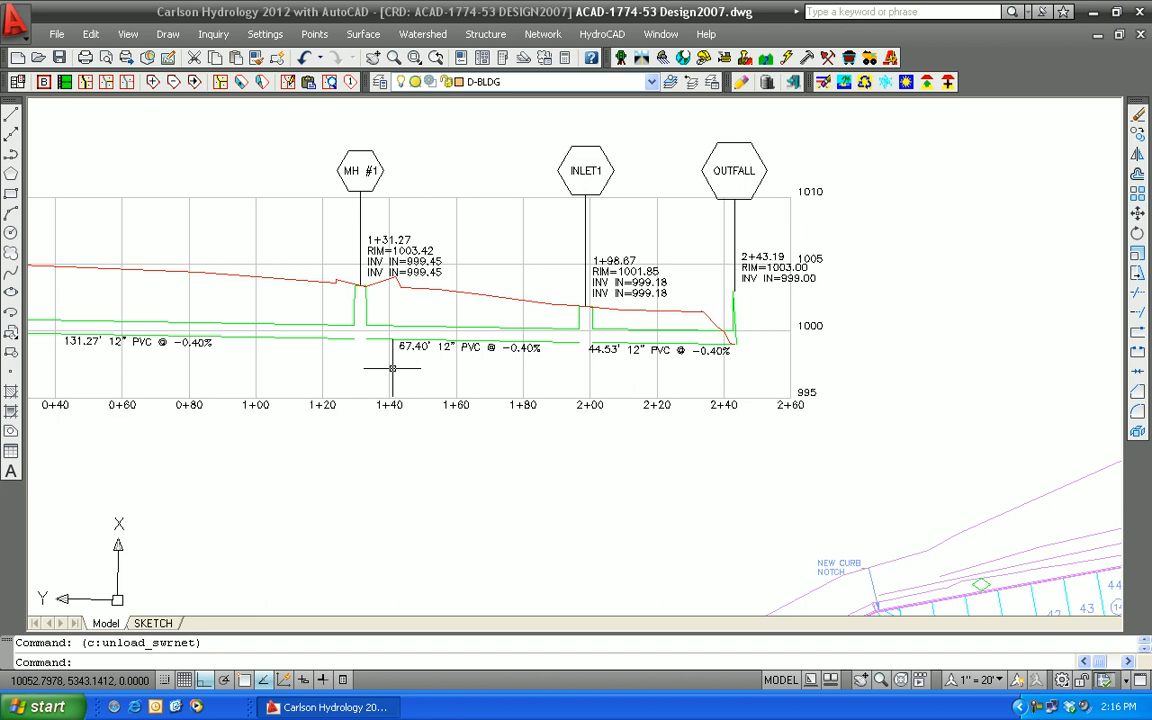 Carlson Hydrology 2012 with AutoCAD - [CRD: ACAD-1774-53 DESIGN2007] ACAD-1774-53 Design2007.dwg
Type a keyword or phrase
File Edit View Draw Inquiry Settings Points Surface Watershed Structure Network HydroCAD Window Help
D-BLDG
MH #1
INLET1
OUTFALL
1010
1+31.27
RIM=1003.42
INV IN=999.45
INV IN=999.45
1+98.67
RIM=1001.85
INV IN=999.18
INV IN=999.18
2+43.19
RIM=1003.00
INV IN=999.00
1005
1000
131.27' 12" PVC @ -0.40%
67.40' 12" PVC @ -0.40%
44.53' 12" PVC @ -0.40%
995
0+40 0+60 0+80 1+00 1+20 1+40 1+60 1+80 2+00 2+20 2+40 2+60
X
Y
NEW CURB
NOTCH
44
43
42
Model SKETCH
Command: (c:unload_swrnet)
Command:
10052.7978, 5343.1412, 0.0000
MODEL
1" = 20'
start
Carlson Hydrology 20...
2:16 PM